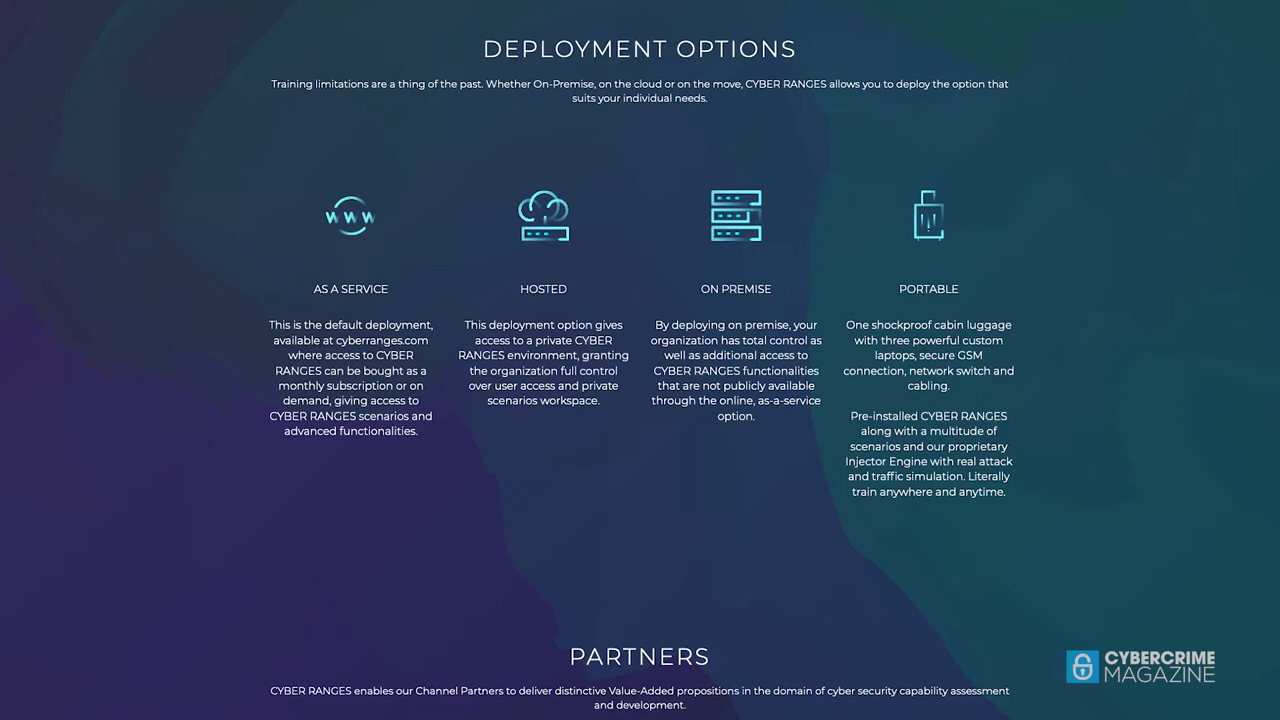 DEPLOYMENT OPTIONS
Training limitations are a thing of the past. Whether On-Premise, on the cloud or on the move, CYBER RANGES allows you to deploy the option that
suits your individual needs.
WWW
AS A SERVICE
This is the default deployment,
available at cyberranges.com
where access to CYBER
RANGES can be bought as a
monthly subscription or on
demand, giving access to
CYBER RANGES scenarios and
advanced functionalities.
HOSTED
This deployment option gives
access to a private CYBER
RANGES environment, granting
the organization full control
over user access and private
scenarios workspace.
ON PREMISE
By deploying on premise, your
organization has total control as
well as additional access to
CYBER RANGES functionalities
that are not publicly available
through the online, as-a-service
option.
PORTABLE
One shockproof cabin luggage
with three powerful custom
laptops, secure GSM
connection, network switch and
cabling.
Pre-installed CYBER RANGES
along with a multitude of
scenarios and our proprietary
Injector Engine with real attack
and traffic simulation. Literally
train anywhere and anytime.
PARTNERS
CYBER RANGES enables our Channel Partners to deliver distinctive Value-Added propositions in the domain of cyber security capability assessment
and development.
CYBERCRIME
MAGAZINE